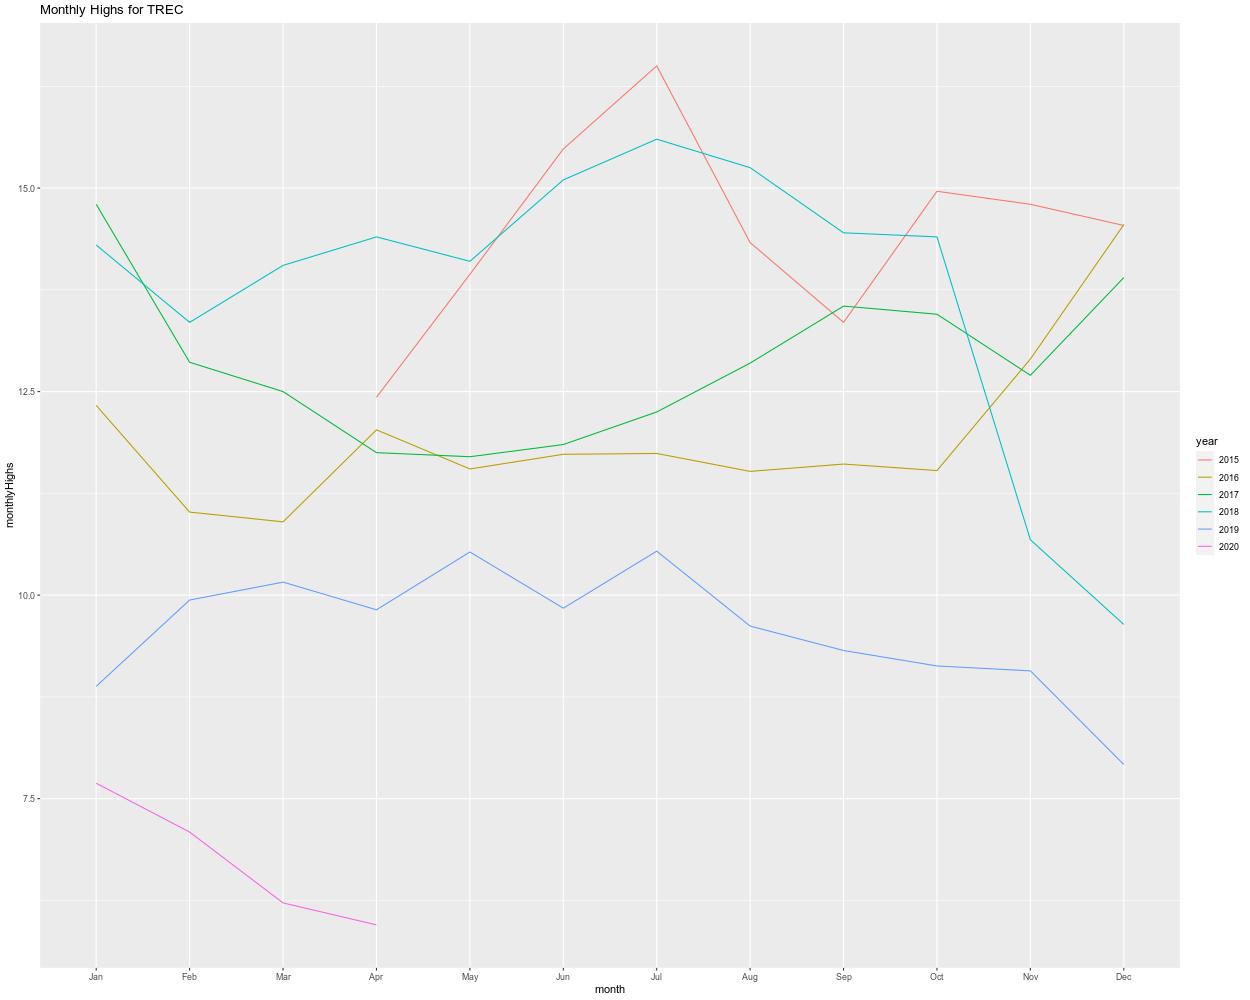 Monthly Highs for TREC
monthlyHighs
15.0
12.5
10.0
7.5
Jan Feb Mar Apr May Jun Jul Aug Sep Oct Nov Dec
month
year
2015
2016
2017
2018
2019
2020